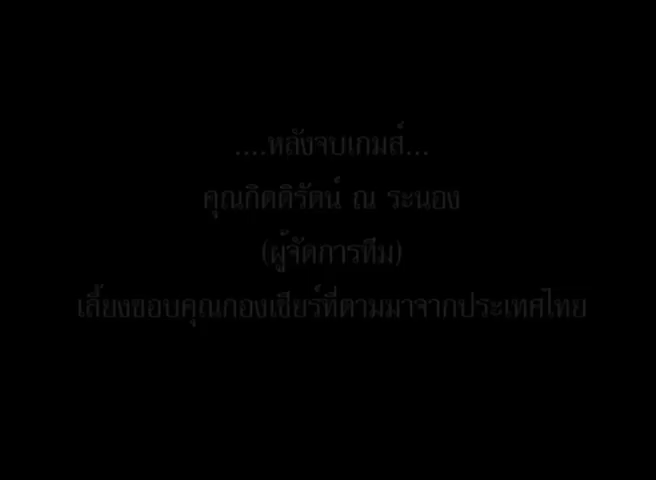 ....หลังจบเกมส์...
คุณกิตติรัตน์ ณ ระนอง
(ผู้จัดการทีม)
เลี้ยงขอบคุณกองเชียร์ที่ตามมาจากประเทศไทย